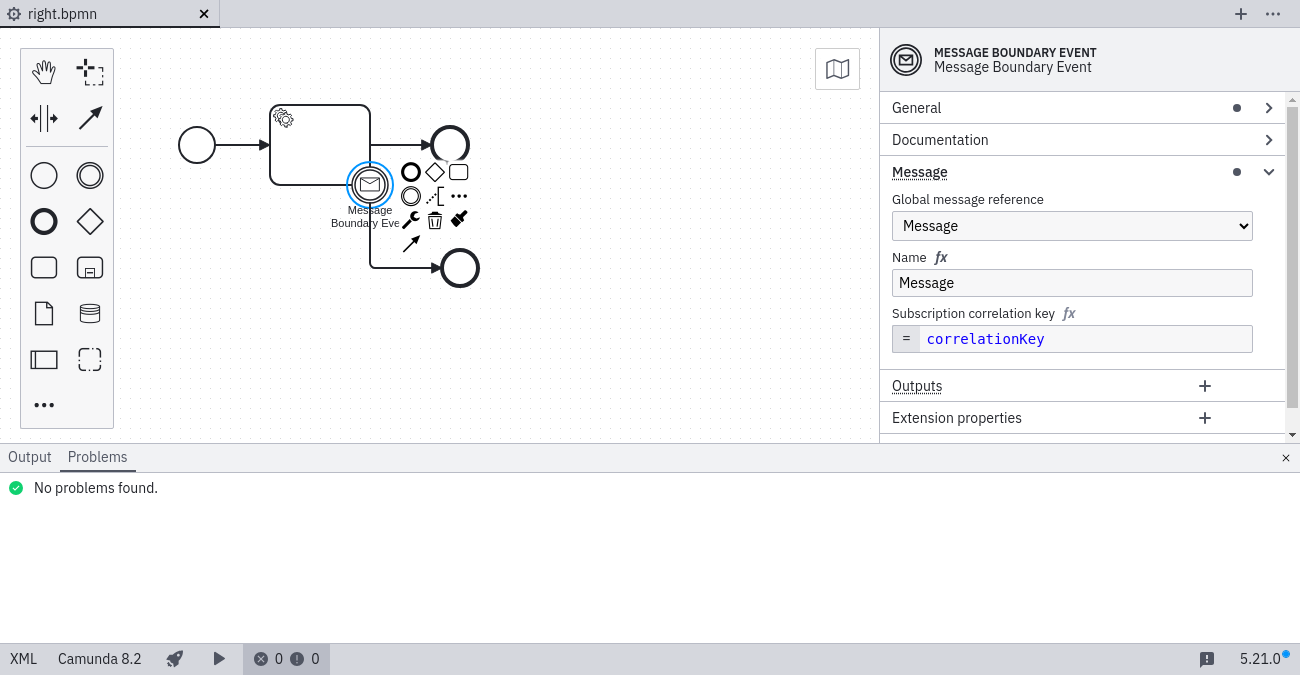 right.bpmn
MESSAGE BOUNDARY EVENT
Message Boundary Event
General
Documentation
Message
Global message reference
Message
Name fx
Message
Subscription correlation key fx
= correlationKey
Outputs
Extension properties
Message
Boundary Eve
Output Problems
No problems found.
XML Camunda 8.2 0 0 5.21.0